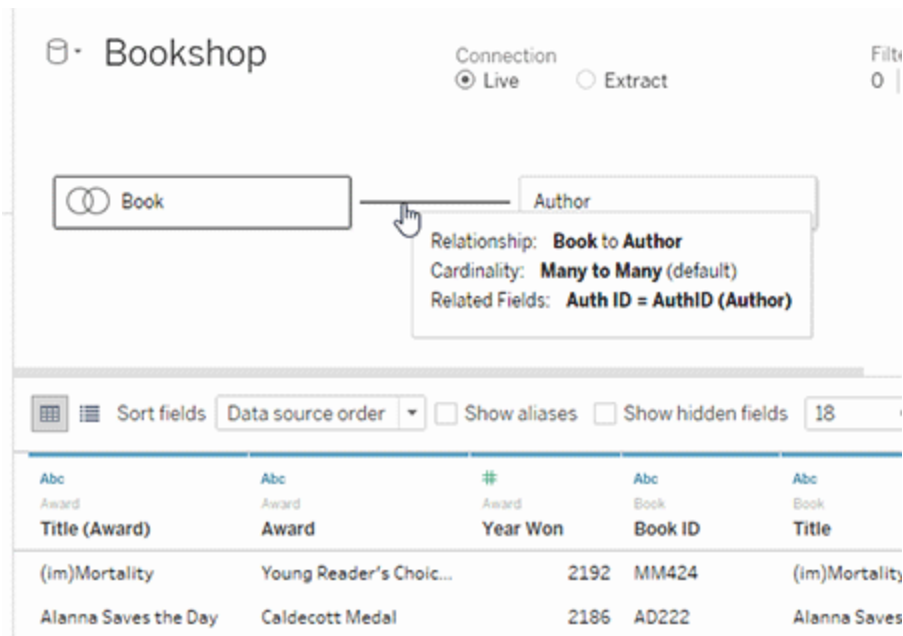 Bookshop
Connection
Live Extract
0
Book
Author
Relationship: Book to Author
Cardinality: Many to Many (default)
Related Fields: Auth ID = AuthID (Author)
Sort fields Data source order Show aliases Show hidden fields 18
Abc Abc # Abc Abc
Award Award Award Book Book
Title (Award) Award Year Won Book ID Title
(im)Mortality Young Reader's Choic... 2192 MM424 (im)Mortality
Alanna Saves the Day Caldecott Medal 2186 AD222 Alanna Saves